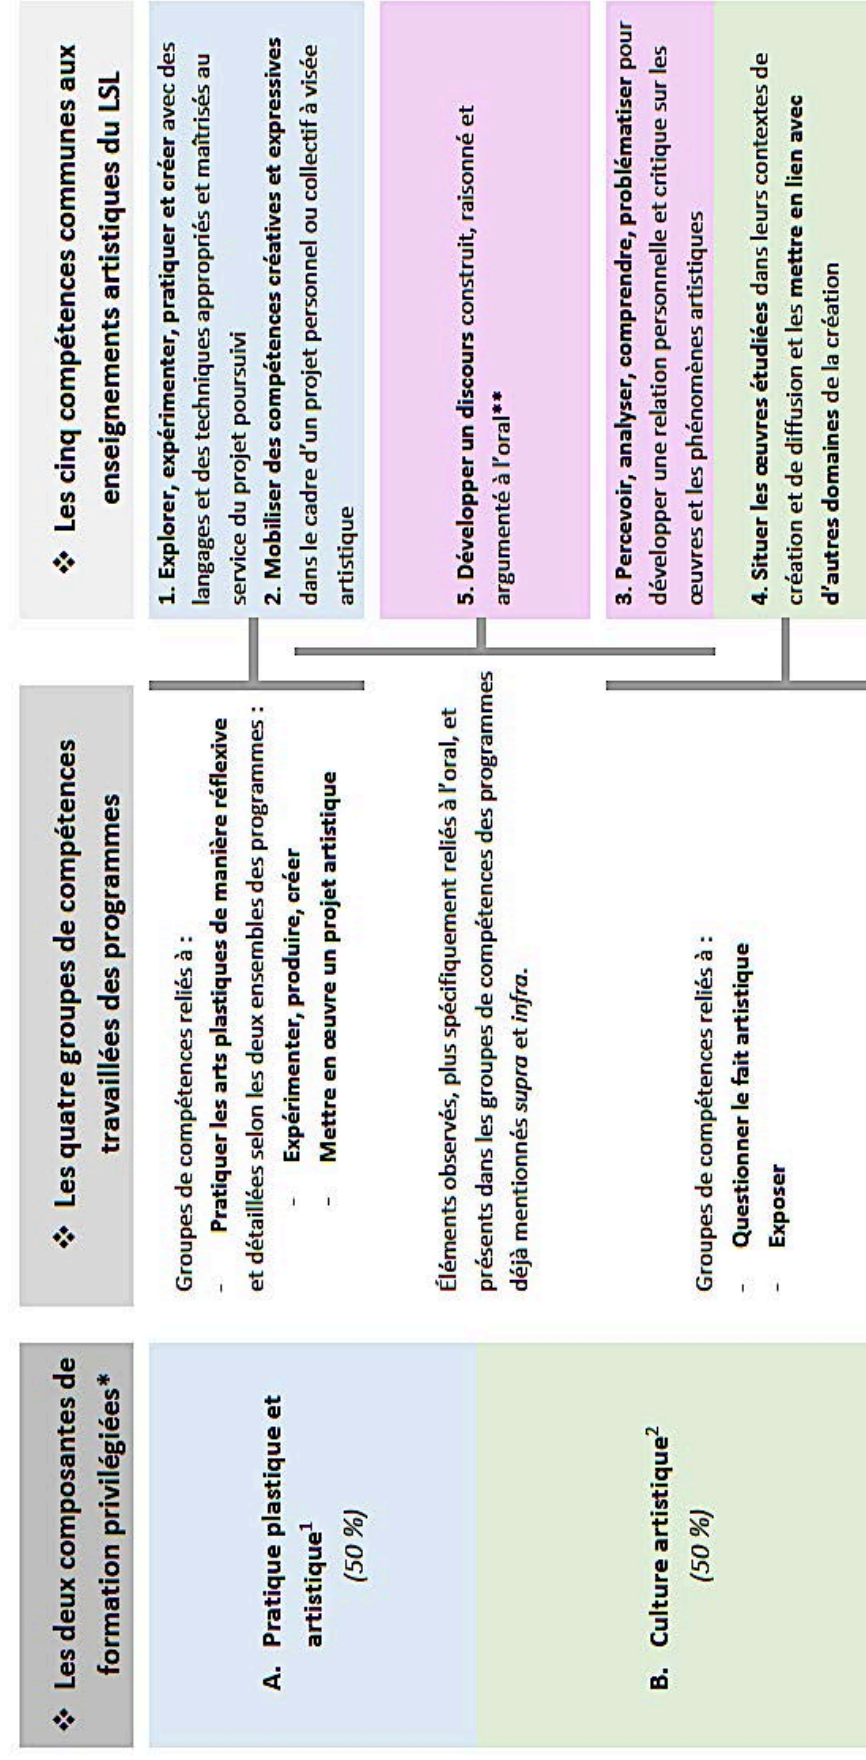 ❖ Les deux composantes de
formation privilégiées*
❖ Les quatre groupes de compétences
travaillées des programmes
❖ Les cinq compétences communes aux
enseignements artistiques du LSL
A. Pratique plastique et
artistique¹
(50 %)
Groupes de compétences reliés à :
- Pratiquer les arts plastiques de manière réflexive
et détaillées selon les deux ensembles des programmes :
- Expérimenter, produire, créer
- Mettre en œuvre un projet artistique
1. Explorer, expérimenter, pratiquer et créer avec des
langages et des techniques appropriés et maîtrisés au
service du projet poursuivi
2. Mobiliser des compétences créatives et expressives
dans le cadre d'un projet personnel ou collectif à visée
artistique
Éléments observés, plus spécifiquement reliés à l'oral, et
présents dans les groupes de compétences des programmes
déjà mentionnés supra et infra.
5. Développer un discours construit, raisonné et
argumenté à l'oral**
B. Culture artistique²
(50 %)
Groupes de compétences reliés à :
- Questionner le fait artistique
- Exposer
3. Percevoir, analyser, comprendre, problématiser pour
développer une relation personnelle et critique sur les
œuvres et les phénomènes artistiques
4. Situer les œuvres étudiées dans leurs contextes de
création et de diffusion et les mettre en lien avec
d'autres domaines de la création